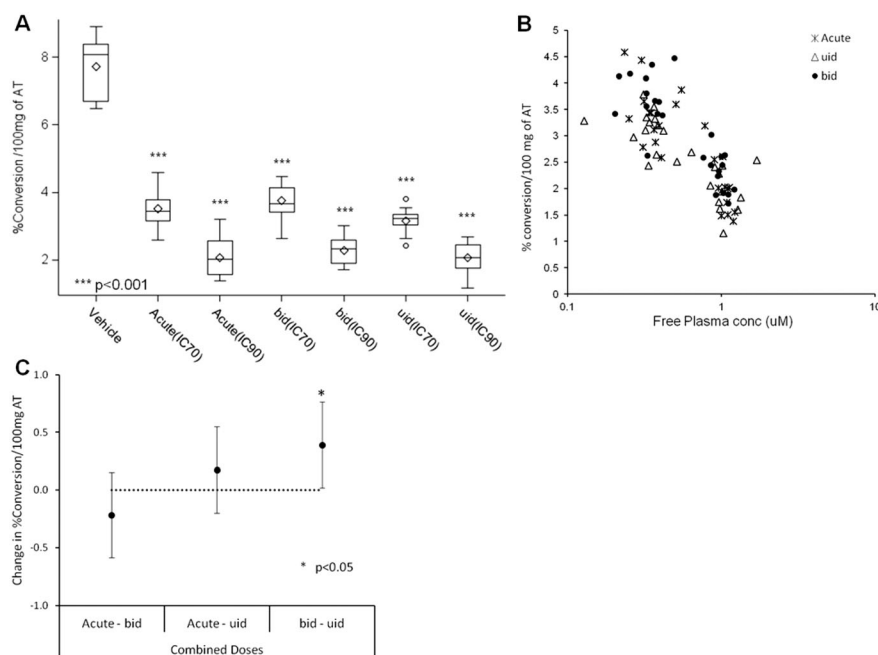 A
%Conversion /100mg of AT
8
6
4
2
***
***
***
***
***
***
*** p<0.001
Vehicle
Acute(IC70)
Acute(IC90)
bid(IC70)
bid(IC90)
uid(IC70)
uid(IC90)
B
% conversion/100 mg of AT
5
4.5
4
3.5
3
2.5
2
1.5
1
0.5
0
0.1
1
10
Free Plasma conc (uM)
Acute
uid
bid
C
Change in %Conversion/100mg AT
1.0
0.5
0.0
-0.5
-1.0
*
* p<0.05
Acute - bid
Acute - uid
bid - uid
Combined Doses